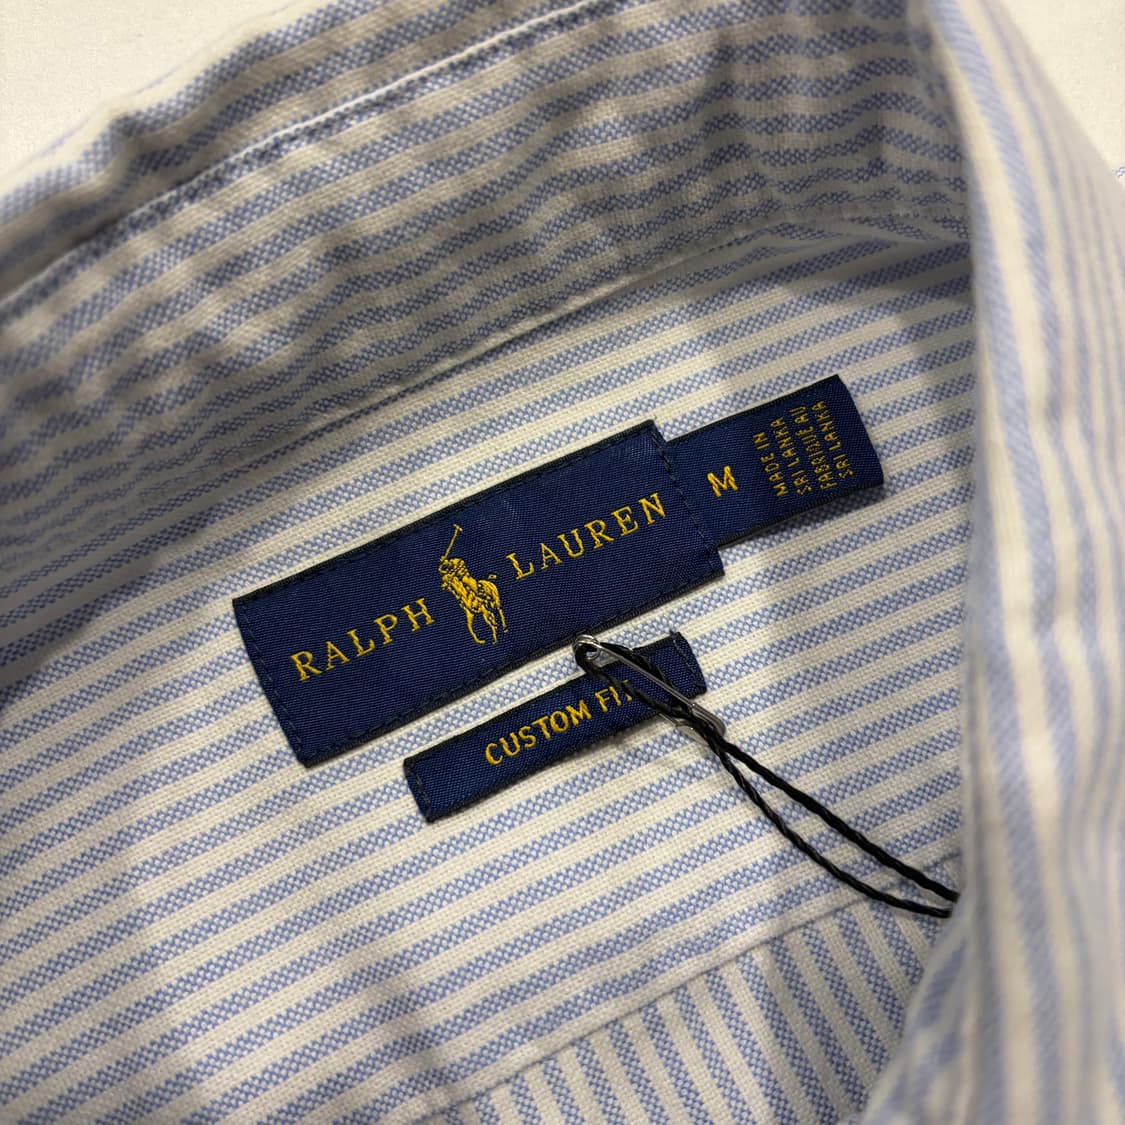 RALPH LAUREN
M
MADE IN
SRI LANKA
FABRIQUÉ AU
SRI LANKA
CUSTOM FIT